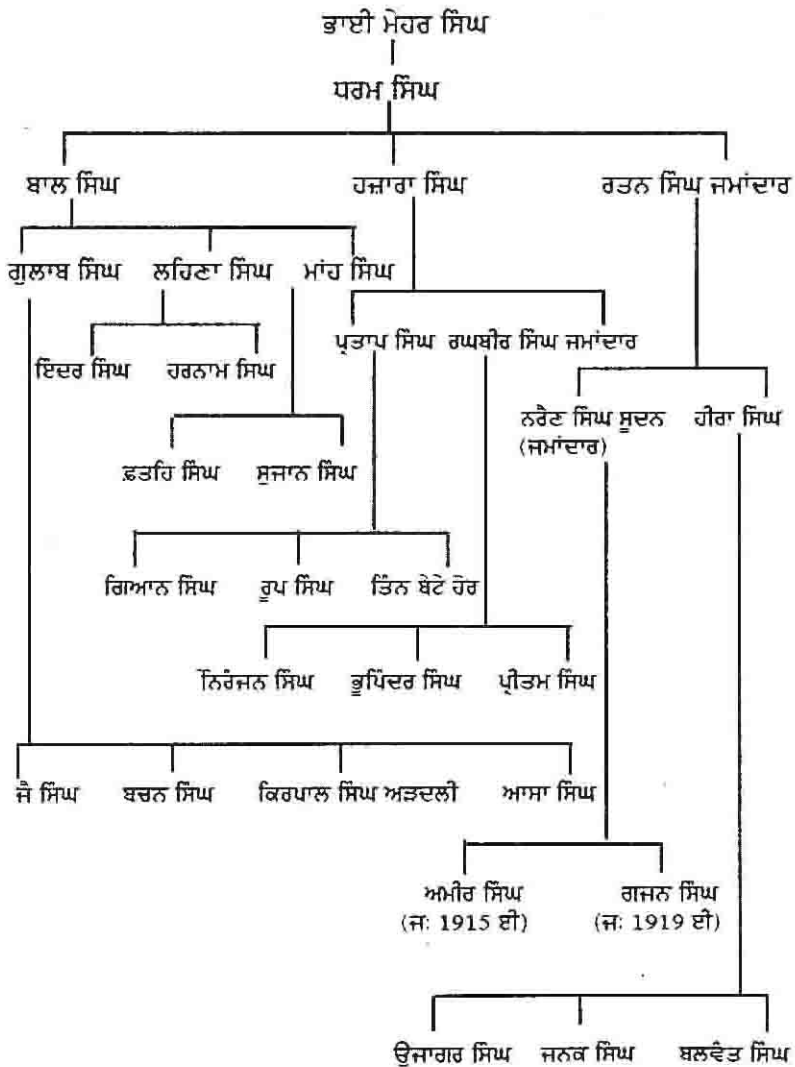 ਭਾਈ ਮੇਹਰ ਸਿੰਘ
ਧਰਮ ਸਿੰਘ
ਬਾਲ ਸਿੰਘ ਹਜ਼ਾਰਾ ਸਿੰਘ ਰਤਨ ਸਿੰਘ ਜਮਾਂਦਾਰ
ਗੁਲਾਬ ਸਿੰਘ ਲਹਿਣਾ ਸਿੰਘ ਮਾਂਹ ਸਿੰਘ
ਪ੍ਰਤਾਪ ਸਿੰਘ ਰਘਬੀਰ ਸਿੰਘ ਜਮਾਂਦਾਰ
ਇਦਰ ਸਿੰਘ ਹਰਨਾਮ ਸਿੰਘ
ਨਰੈਣ ਸਿੰਘ ਸੂਦਨ ਹੀਰਾ ਸਿੰਘ
(ਜਮਾਂਦਾਰ)
ਫ਼ਤਹਿ ਸਿੰਘ ਸੁਜਾਨ ਸਿੰਘ
ਗਿਆਨ ਸਿੰਘ ਰੂਪ ਸਿੰਘ ਤਿੰਨ ਬੇਟੇ ਹੋਰ
ਨਿਰੰਜਨ ਸਿੰਘ ਭੂਪਿੰਦਰ ਸਿੰਘ ਪ੍ਰੀਤਮ ਸਿੰਘ
ਜੈ ਸਿੰਘ ਬਚਨ ਸਿੰਘ ਕਿਰਪਾਲ ਸਿੰਘ ਅੜਦਲੀ ਆਸਾ ਸਿੰਘ
ਅਮੀਰ ਸਿੰਘ ਗਜਨ ਸਿੰਘ
(ਜ: 1915 ਈ) (ਜ: 1919 ਈ)
ਉਜਾਗਰ ਸਿੰਘ ਜਨਕ ਸਿੰਘ ਬਲਵੰਤ ਸਿੰਘ